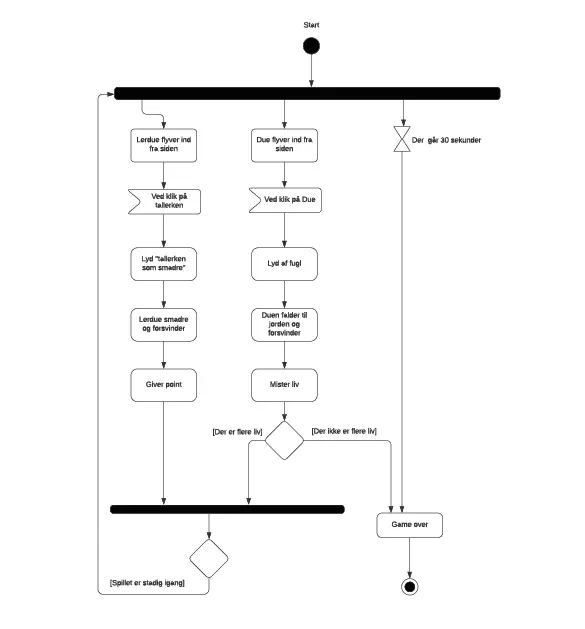 Start
Lerdue flyver ind
fra siden
Due flyver ind fra
siden
Der går 30 sekunder
Ved klik på
tallerken
Ved klik på Due
Lyd "tallerken
som smadre"
Lyd af fugl
Lerdue smadre
og forsvinder
Duen falder til
jorden og
forsvinder
Giver point
Mister liv
[Der er flere liv]
[Der ikke er flere liv]
Game over
[Spillet er stadig igang]